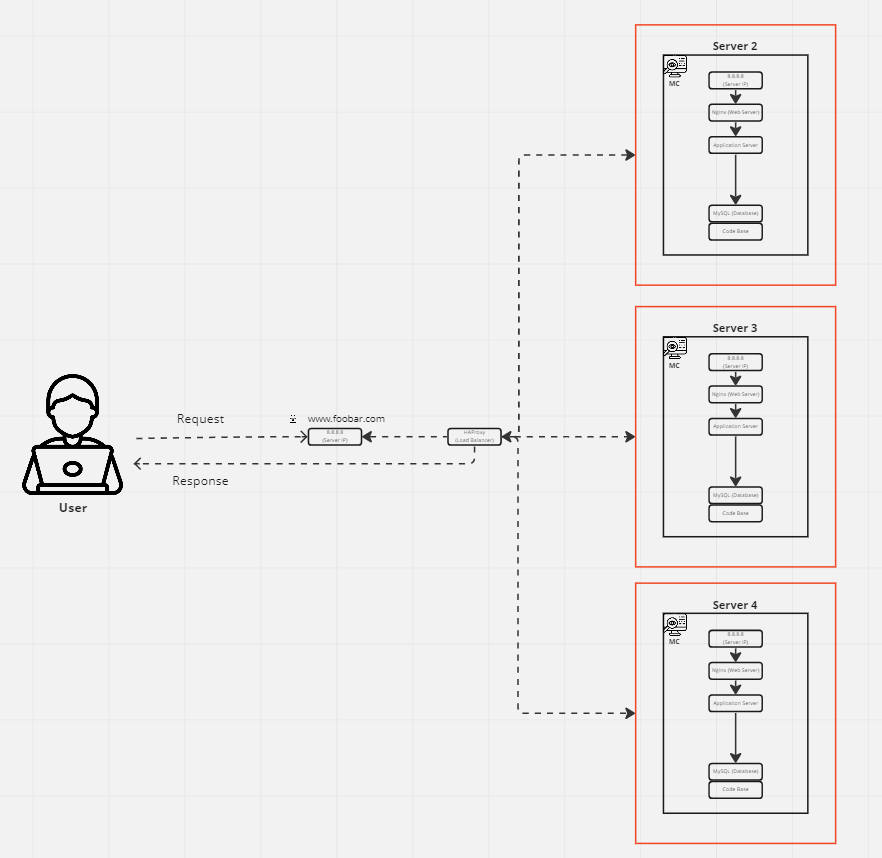 Server 2
MC
8.8.8.8
(Server IP)
Nginx (Web Server)
Application Server
MySQL (Database)
Code Base
Server 3
MC
8.8.8.8
(Server IP)
Nginx (Web Server)
Application Server
MySQL (Database)
Code Base
Request
www.foobar.com
8.8.8.8
(Server IP)
HAProxy
(Load Balanter)
Response
User
Server 4
MC
8.8.8.8
(Server IP)
Nginx (Web Server)
Application Server
MySQL (Database)
Code Base